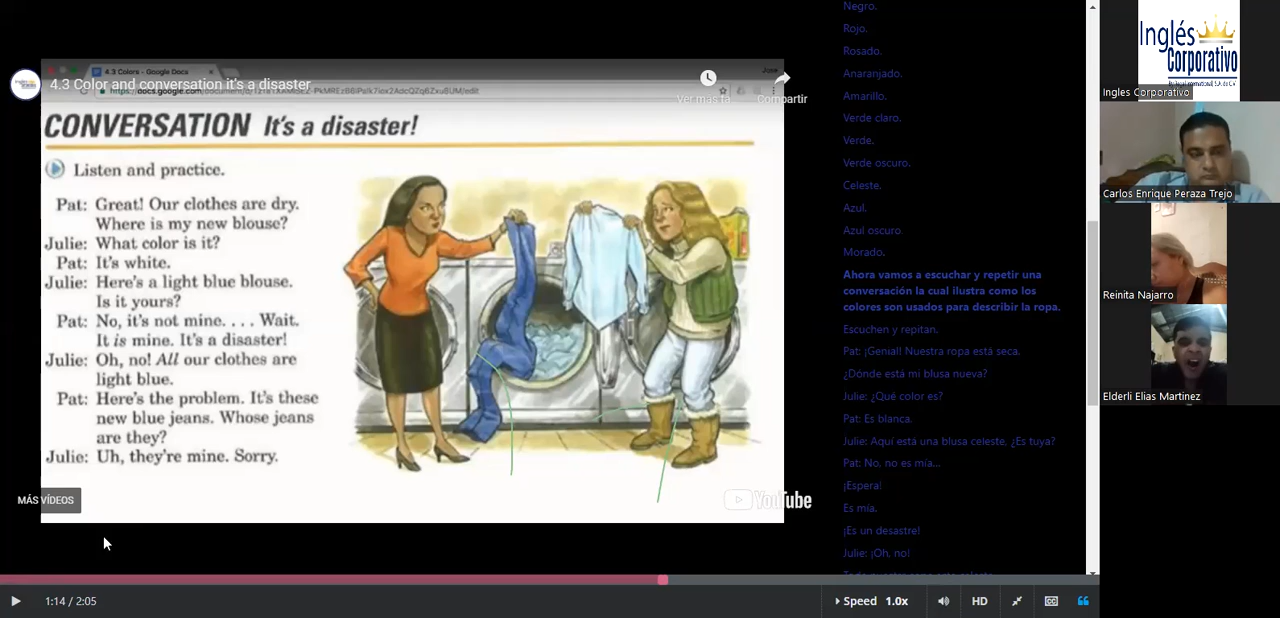 4.3 Colors - Google Docs
4.3 Color and conversation it's a disaster
Ver más ta
Compartir
CONVERSATION It's a disaster!
Listen and practice.
Pat: Great! Our clothes are dry.
Where is my new blouse?
Julie: What color is it?
Pat: It's white.
Julie: Here's a light blue blouse.
Is it yours?
Pat: No, it's not mine. . . . Wait.
It is mine. It's a disaster!
Julie: Oh, no! All our clothes are
light blue.
Pat: Here's the problem. It's these
new blue jeans. Whose jeans
are they?
Julie: Uh, they're mine. Sorry.
MÁS VÍDEOS
YouTube
1:14 / 2:05
Speed 1.0x
HD
CC
Negro.
Rojo.
Rosado.
Anaranjado.
Amarillo.
Verde claro.
Verde.
Verde oscuro.
Celeste.
Azul.
Azul oscuro.
Morado.
Ahora vamos a escuchar y repetir una
conversación la cual ilustra como los
colores son usados para describir la ropa.
Escuchen y repitan.
Pat: ¡Genial! Nuestra ropa está seca.
¿Dónde está mi blusa nueva?
Julie: ¿Qué color es?
Pat: Es blanca.
Julie: Aquí está una blusa celeste, ¿Es tuya?
Pat: No, no es mía...
¡Espera!
Es mía.
¡Es un desastre!
Julie: ¡Oh, no!
Inglés
Corporativo
Ingles Corporativo
Carlos Enrique Peraza Trejo
Reinita Najarro
Elderli Elias Martinez